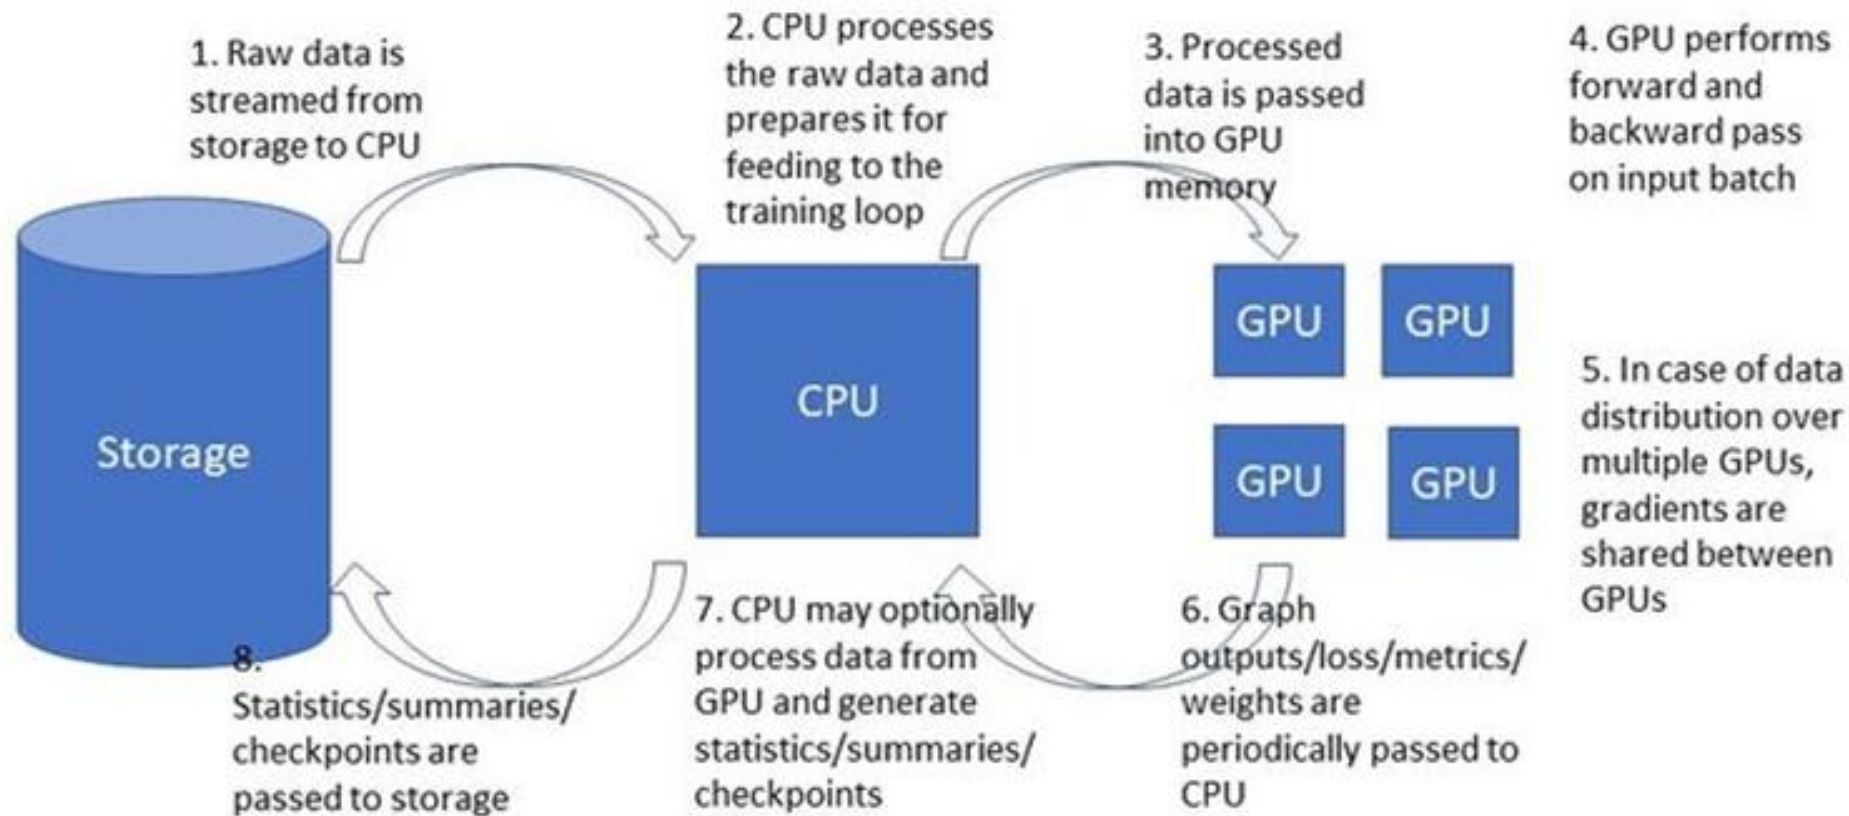 1. Raw data is
streamed from
storage to CPU
2. CPU processes
the raw data and
prepares it for
feeding to the
training loop
3. Processed
data is passed
into GPU
memory
4. GPU performs
forward and
backward pass
on input batch
Storage
CPU
GPU
GPU
GPU
GPU
5. In case of data
distribution over
multiple GPUs,
gradients are
shared between
GPUs
6. Graph
outputs/loss/metrics/
weights are
periodically passed to
CPU
7. CPU may optionally
process data from
GPU and generate
statistics/summaries/
checkpoints
8.
Statistics/summaries/
checkpoints are
passed to storage